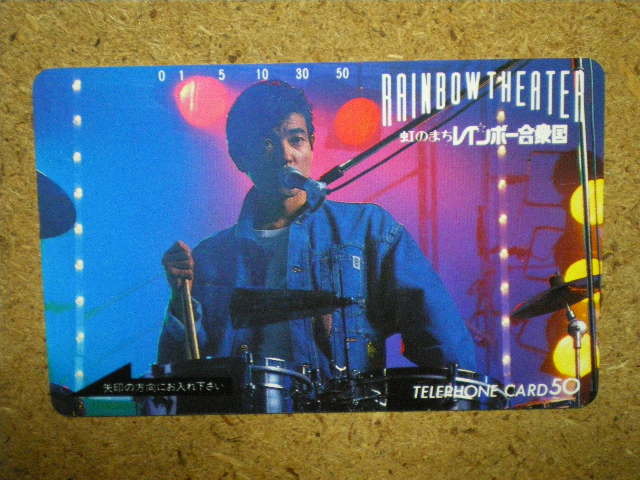 0 1 5 10 30 50
RAINBOW THEATER
虹のまちレインボー合衆国
矢印の方向にお入れ下さい
TELEPHONE CARD 50